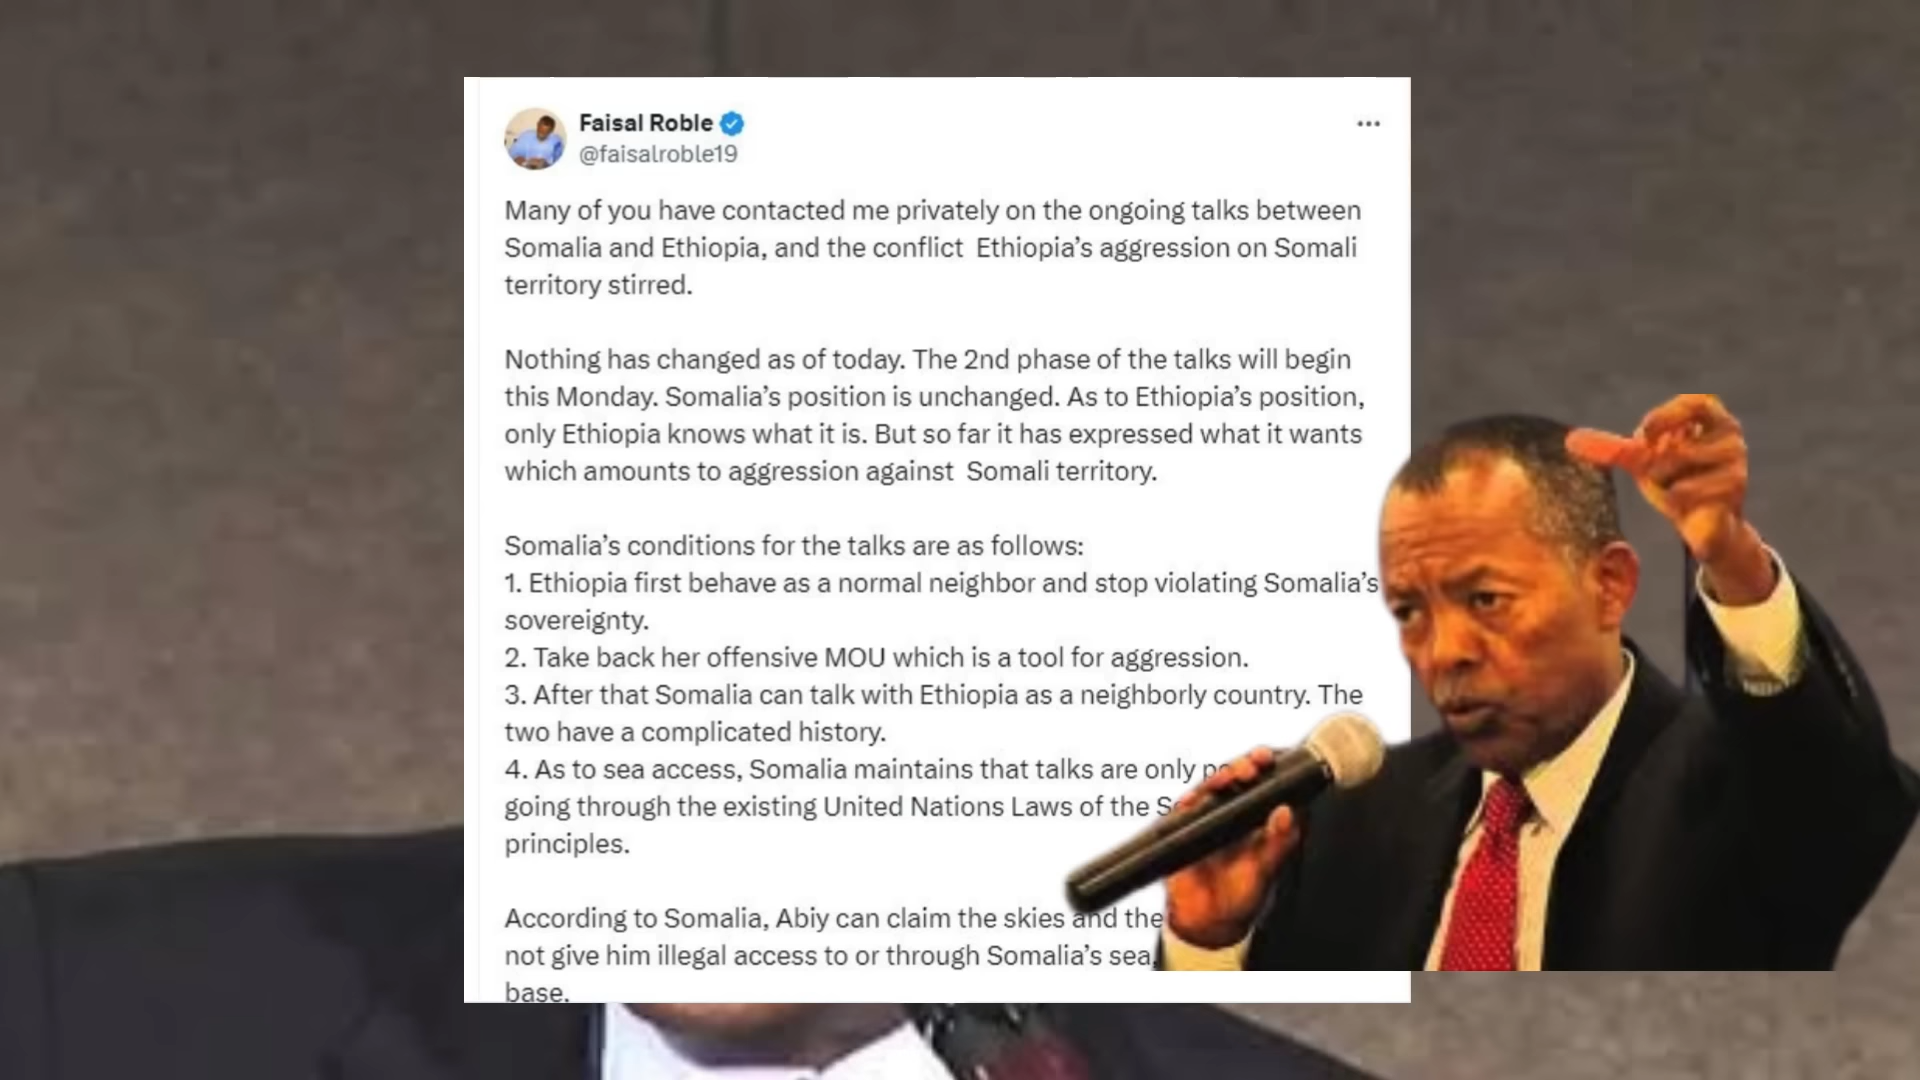 Faisal Roble
@faisalroble19
Many of you have contacted me privately on the ongoing talks between
Somalia and Ethiopia, and the conflict Ethiopia’s aggression on Somali
territory stirred.
Nothing has changed as of today. The 2nd phase of the talks will begin
this Monday. Somalia’s position is unchanged. As to Ethiopia’s position,
only Ethiopia knows what it is. But so far it has expressed what it wants
which amounts to aggression against Somali territory.
Somalia’s conditions for the talks are as follows:
1. Ethiopia first behave as a normal neighbor and stop violating Somalia’s
sovereignty.
2. Take back her offensive MOU which is a tool for aggression.
3. After that Somalia can talk with Ethiopia as a neighborly country. The
two have a complicated history.
4. As to sea access, Somalia maintains that talks are only
going through the existing United Nations Laws of the
principles.
According to Somalia, Abiy can claim the skies and the
not give him illegal access to or through Somalia’s sea,
base.